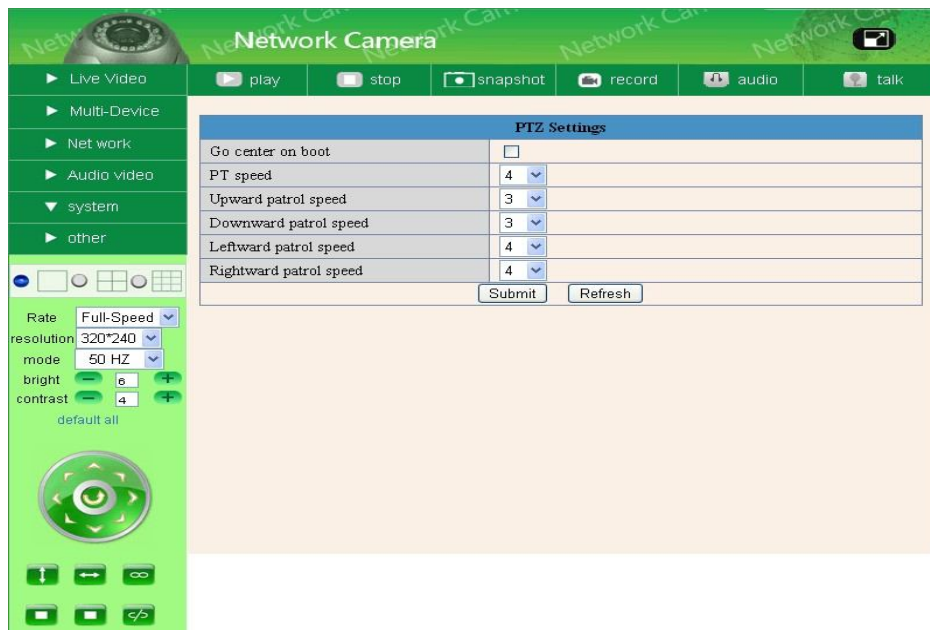 Network Camera
Live Video
play stop snapshot record audio talk
Multi-Device
Net work
Audio video
system
other
PTZ Settings
Go center on boot
PT speed 4
Upward patrol speed 3
Downward patrol speed 3
Leftward patrol speed 4
Rightward patrol speed 4
Submit Refresh
Rate Full-Speed
resolution 320*240
mode 50 HZ
bright 6
contrast 4
default all